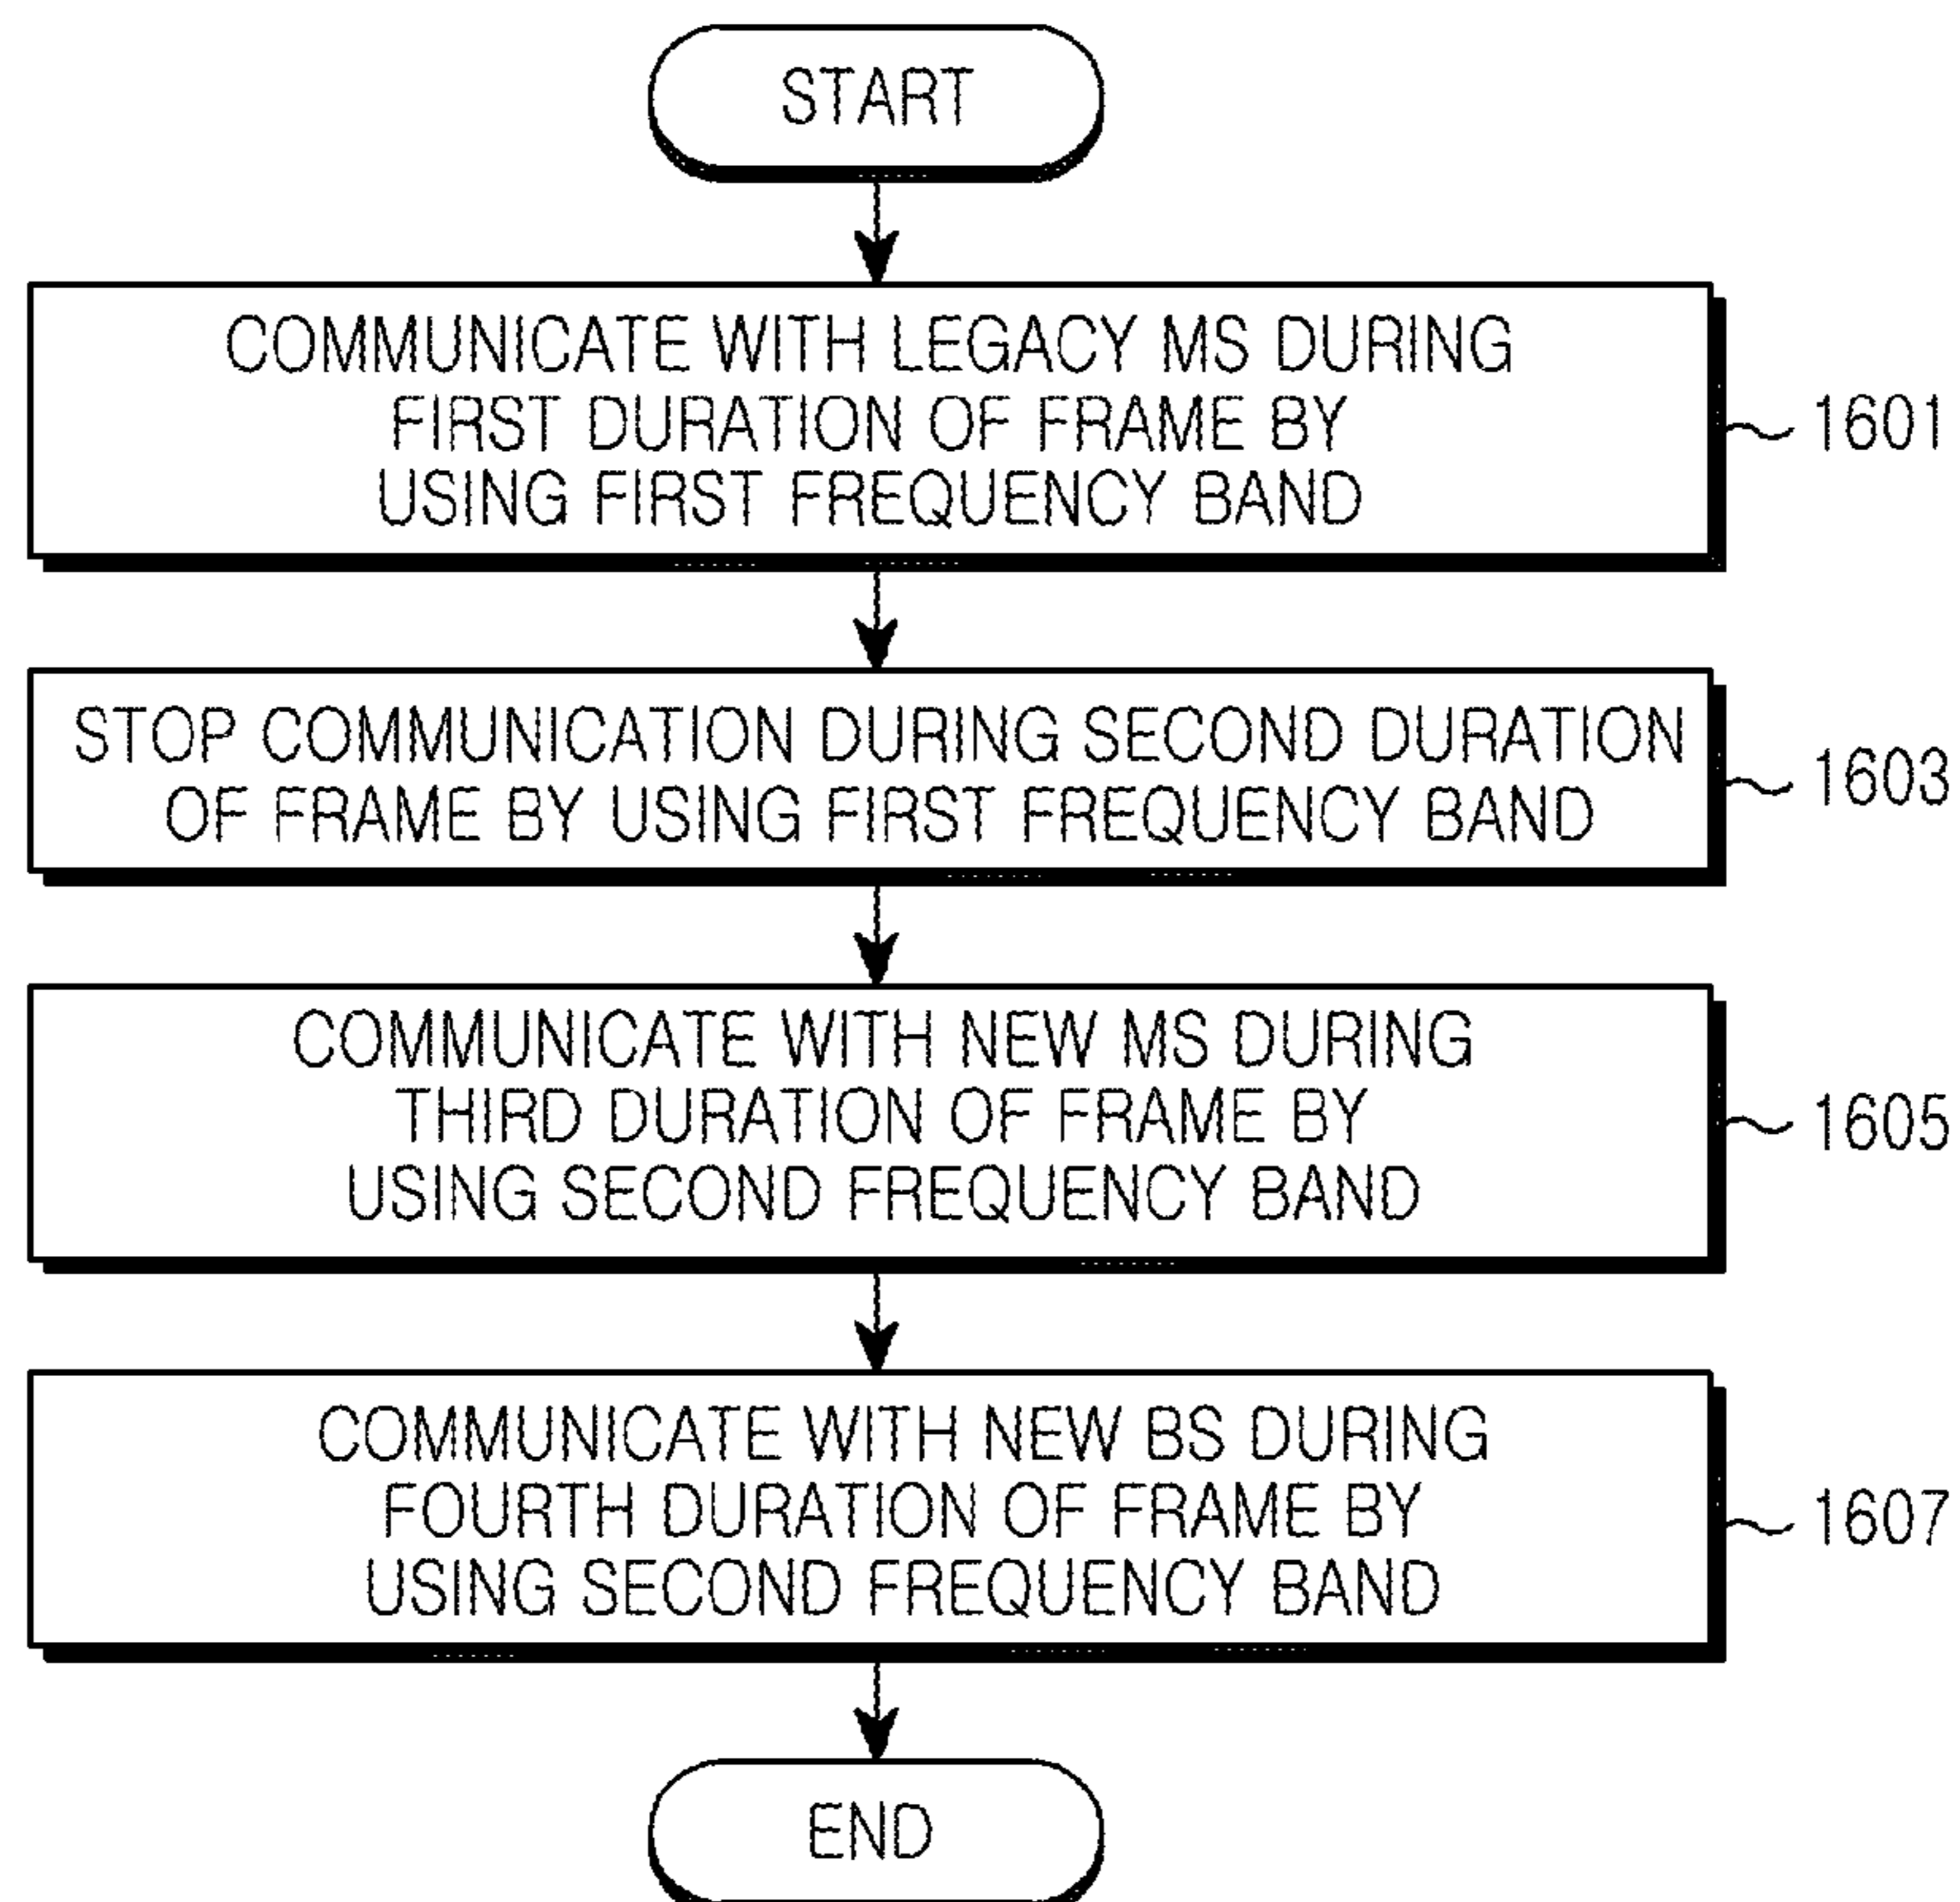 START
COMMUNICATE WITH LEGACY MS DURING
FIRST DURATION OF FRAME BY
USING FIRST FREQUENCY BAND
1601
STOP COMMUNICATION DURING SECOND DURATION
OF FRAME BY USING FIRST FREQUENCY BAND
1603
COMMUNICATE WITH NEW MS DURING
THIRD DURATION OF FRAME BY
USING SECOND FREQUENCY BAND
1605
COMMUNICATE WITH NEW BS DURING
FOURTH DURATION OF FRAME BY
USING SECOND FREQUENCY BAND
1607
END